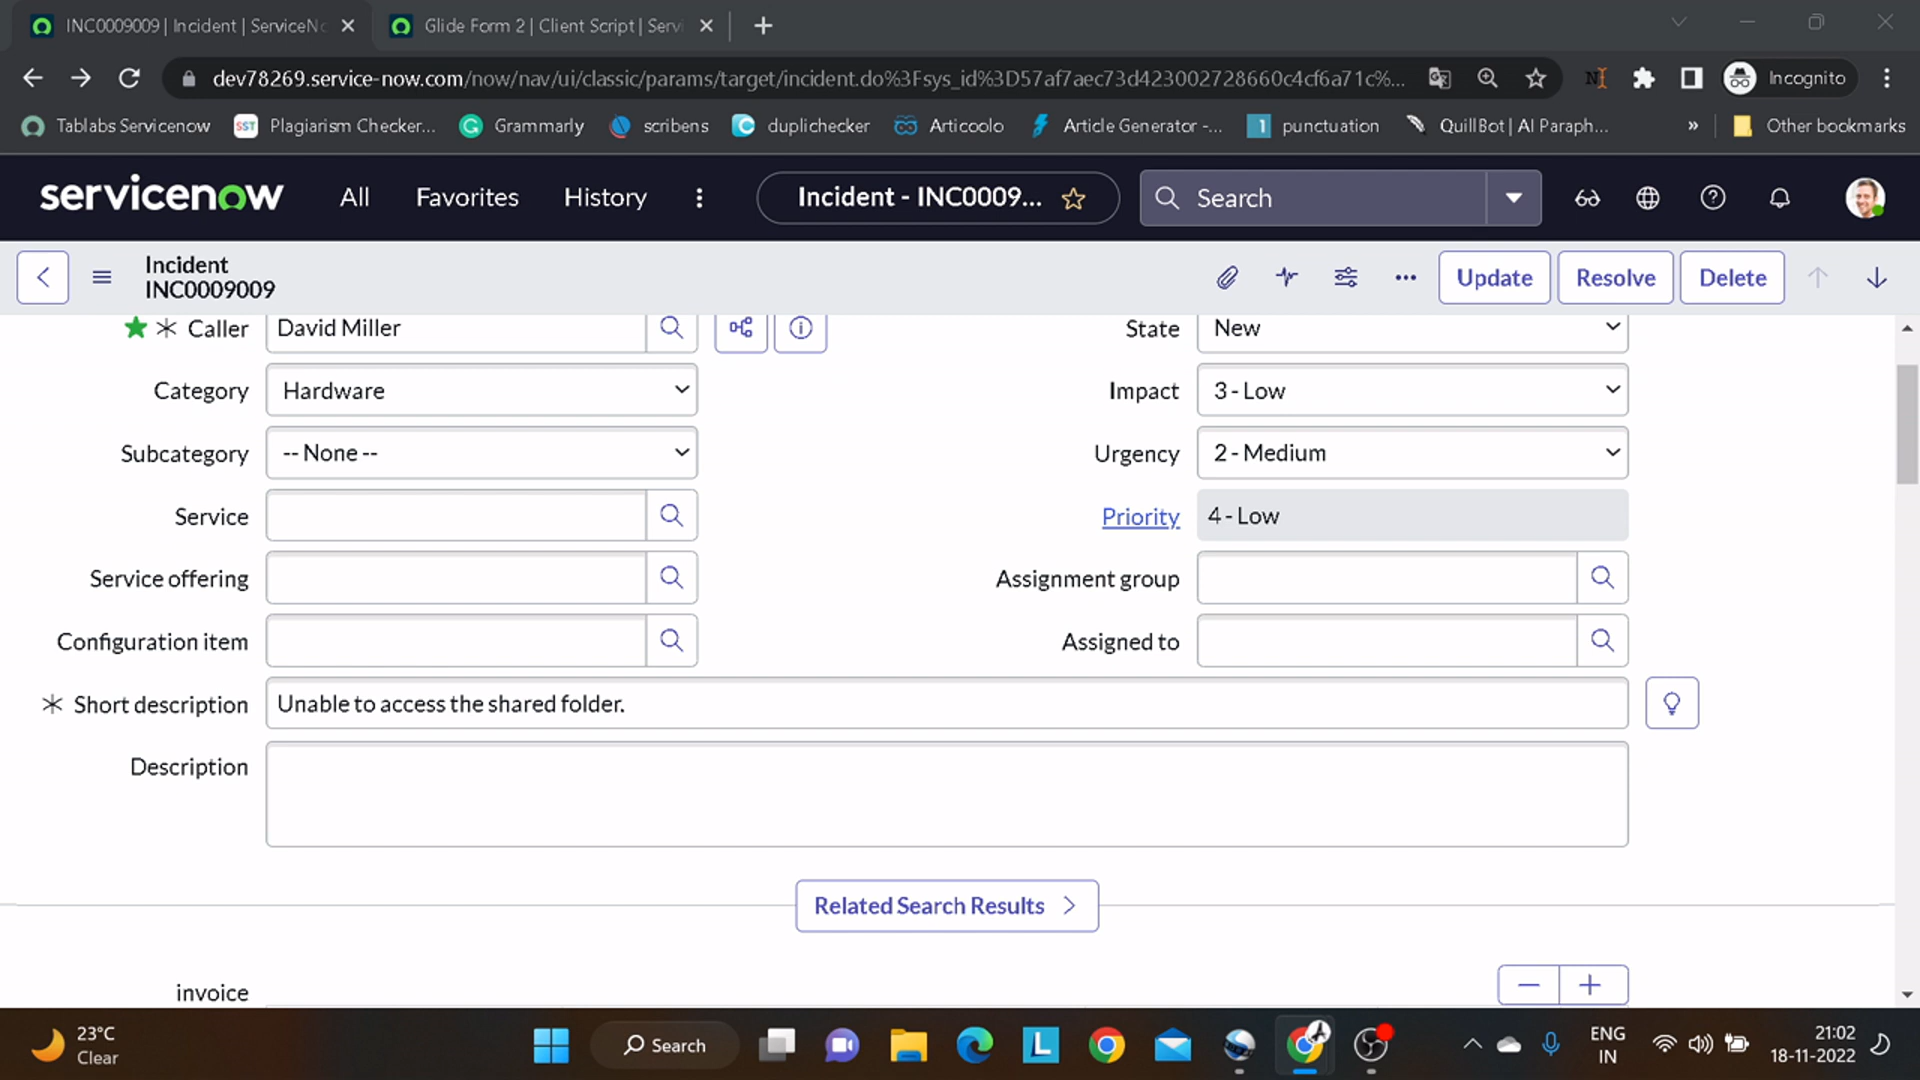 INC0009009 | Incident | ServiceNo
Glide Form 2 | Client Script | Servi
dev78269.service-now.com/now/nav/ui/classic/params/target/incident.do%3Fsys_id%3D57af7aec73d423002728660c4cf6a71c%...
Incognito
Tablabs Servicenow
SST Plagiarism Checker...
Grammarly
scribens
duplichecker
Articoolo
Article Generator -...
1 punctuation
QuillBot | AI Paraph...
»
Other bookmarks
servicenow
All
Favorites
History
Incident - INC0009...
Search
Incident
INC0009009
Update
Resolve
Delete
Caller
David Miller
State
New
Category
Hardware
Impact
3 - Low
Subcategory
-- None --
Urgency
2 - Medium
Service
Priority
4 - Low
Service offering
Assignment group
Configuration item
Assigned to
Short description
Unable to access the shared folder.
Description
Related Search Results
invoice
23°C
Clear
Search
L
ENG
IN
21:02
18-11-2022